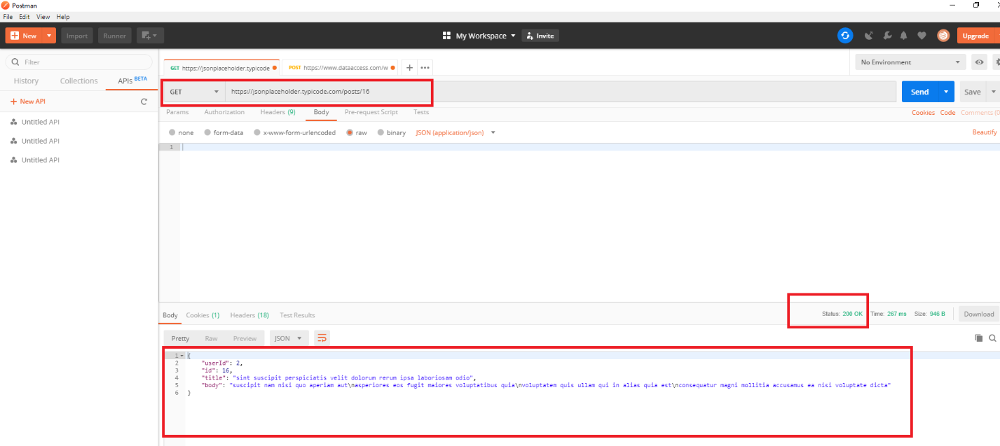 Postman
File Edit View Help
New Import Runner My Workspace Invite Upgrade
Filter
History Collections APIs BETA
New API
Untitled API
Untitled API
Untitled API
GET https://jsonplaceholder.typicode POST https://www.dataaccess.com/w + ••• No Environment
GET https://jsonplaceholder.typicode.com/posts/16 Send Save
Params Authorization Headers (9) Body Pre-request Script Tests Cookies Code Comments (0
none form-data x-www-form-urlencoded raw binary JSON (application/json) Beautify
1
Body Cookies (1) Headers (18) Test Results Status: 200 OK Time: 267 ms Size: 946 B Download
Pretty Raw Preview JSON
1 {
2 "userId": 2,
3 "id": 16,
4 "title": "sint suscipit perspiciatis velit dolorum rerum ipsa laboriosam odio",
5 "body": "suscipit nam nisi quo aperiam aut\nasperiores eos fugit maiores voluptatibus quia\nvoluptatem quis ullam qui in alias quia est\nconsequatur magni mollitia accusamus ea nisi voluptate dicta"
6 }